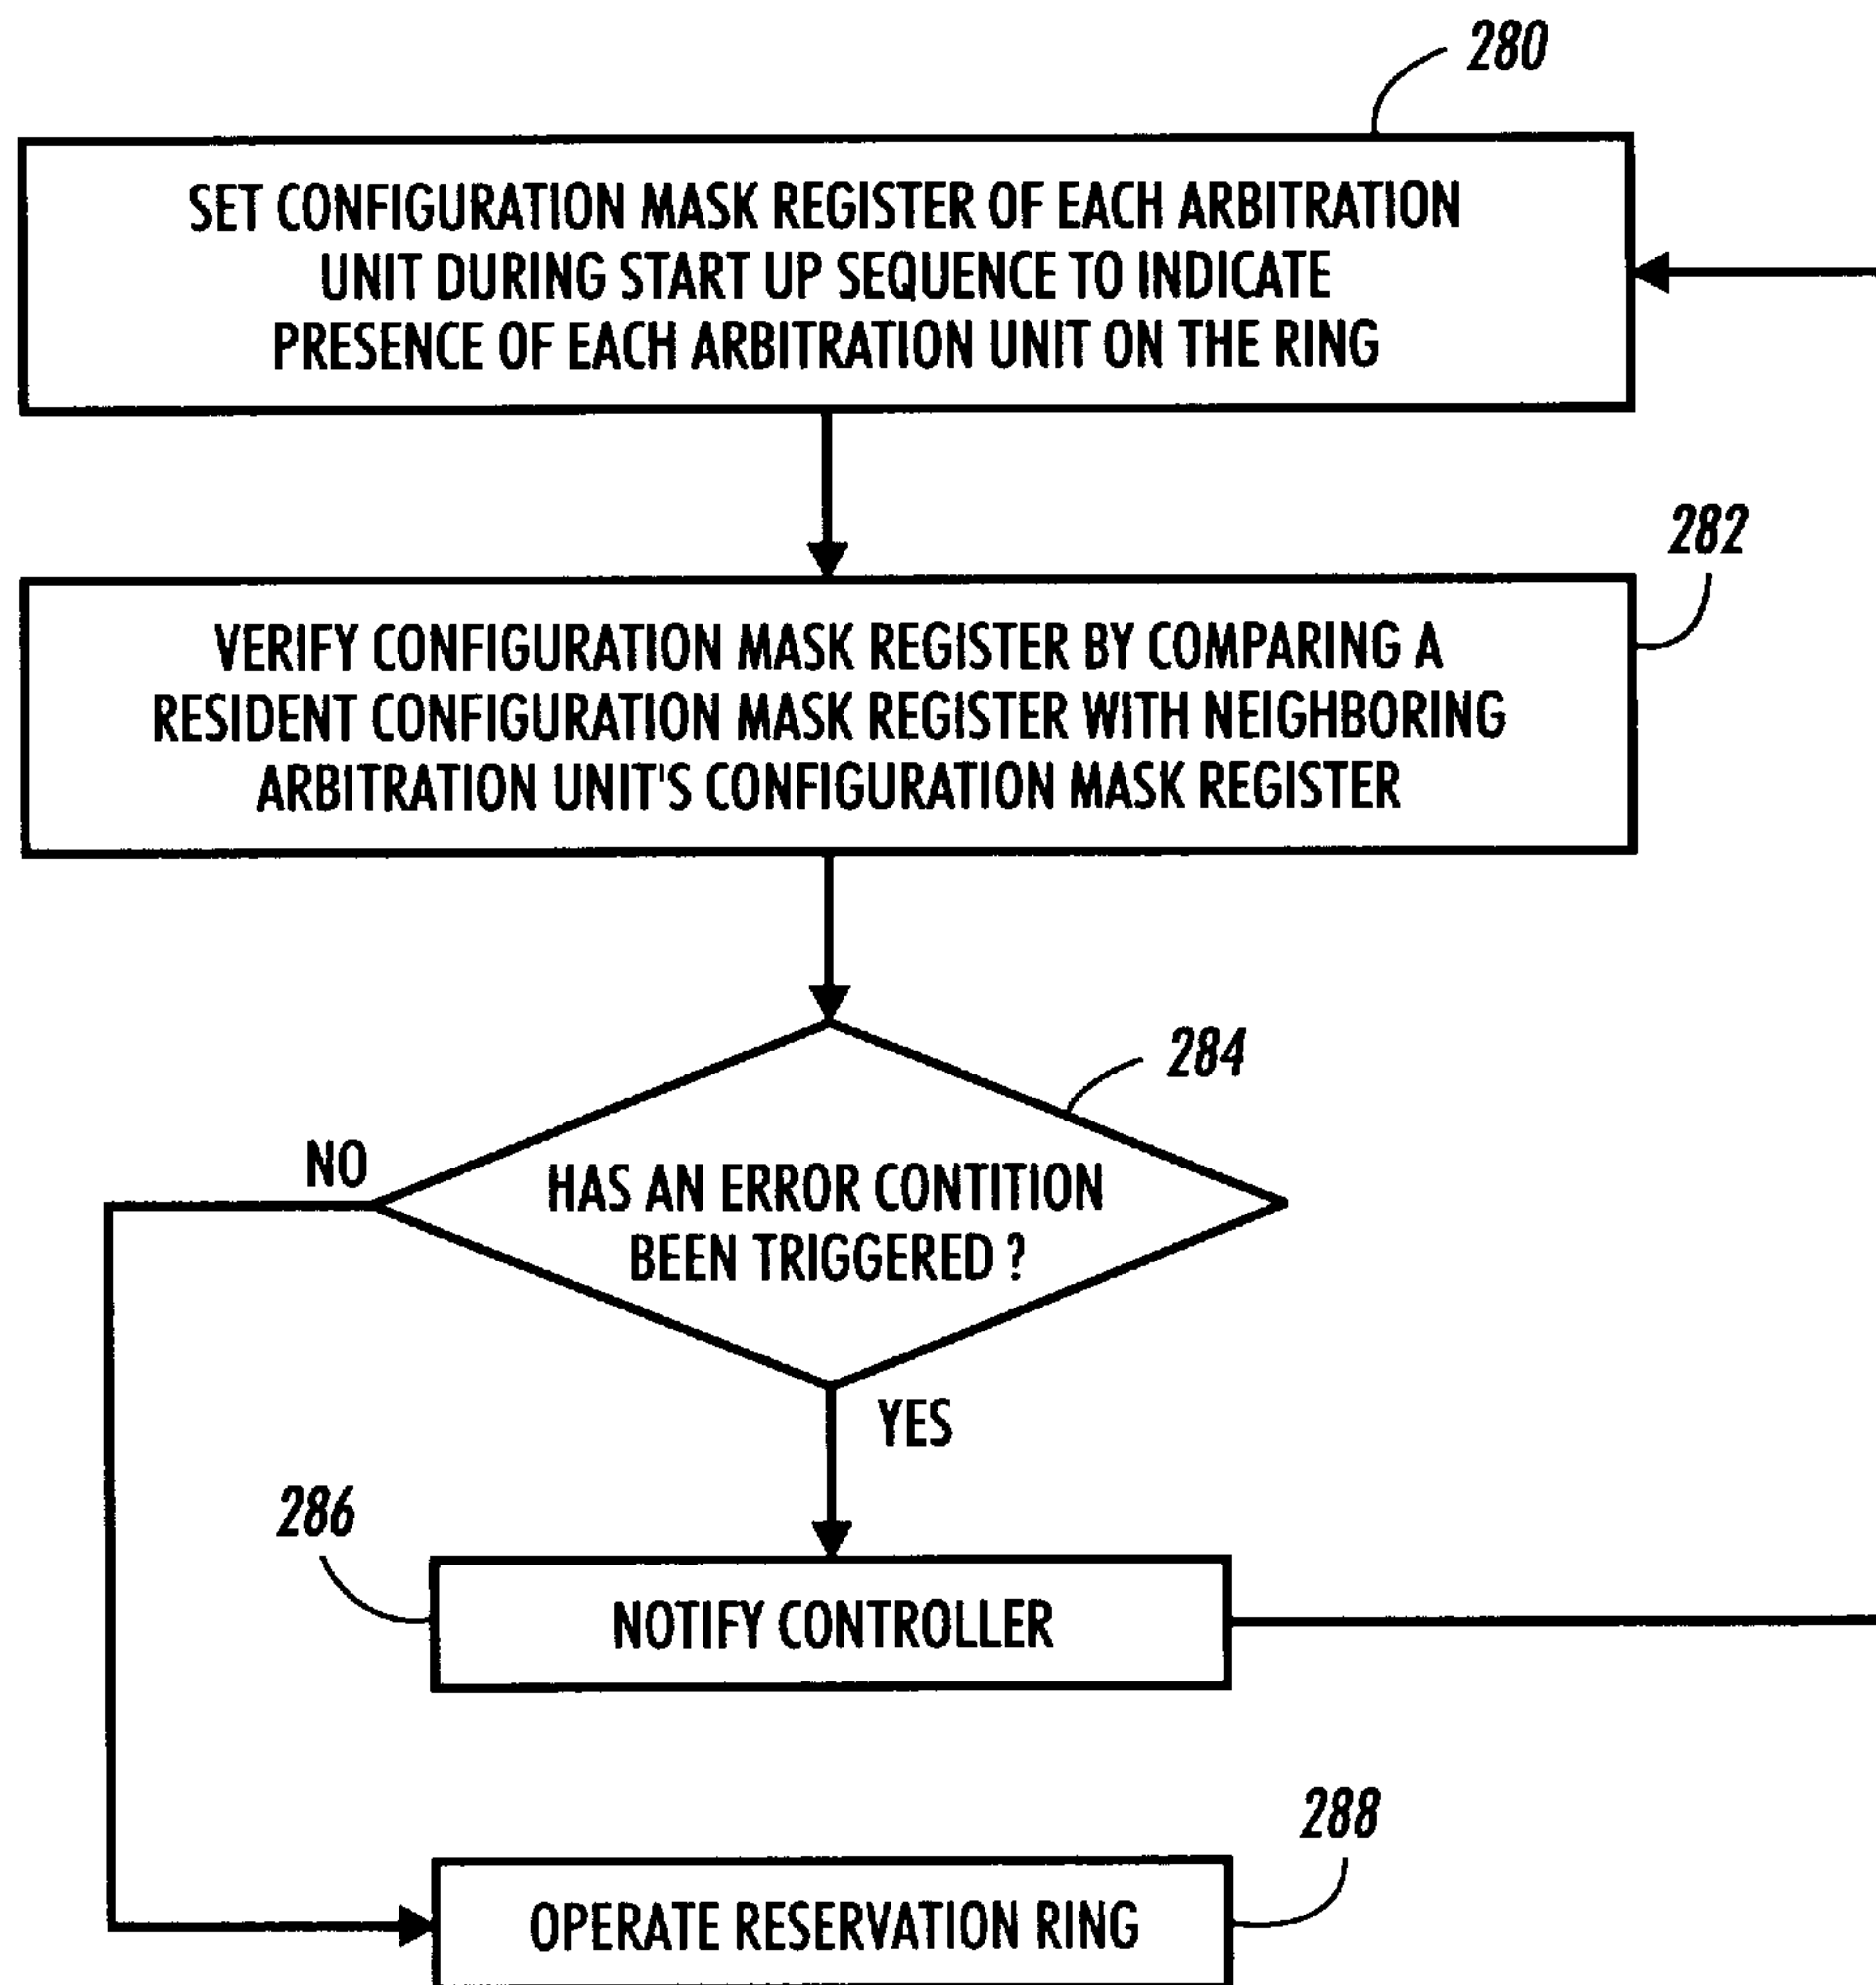 280
SET CONFIGURATION MASK REGISTER OF EACH ARBITRATION
UNIT DURING START UP SEQUENCE TO INDICATE
PRESENCE OF EACH ARBITRATION UNIT ON THE RING
282
VERIFY CONFIGURATION MASK REGISTER BY COMPARING A
RESIDENT CONFIGURATION MASK REGISTER WITH NEIGHBORING
ARBITRATION UNIT'S CONFIGURATION MASK REGISTER
284
NO
HAS AN ERROR CONTITION
BEEN TRIGGERED ?
YES
286
NOTIFY CONTROLLER
288
OPERATE RESERVATION RING